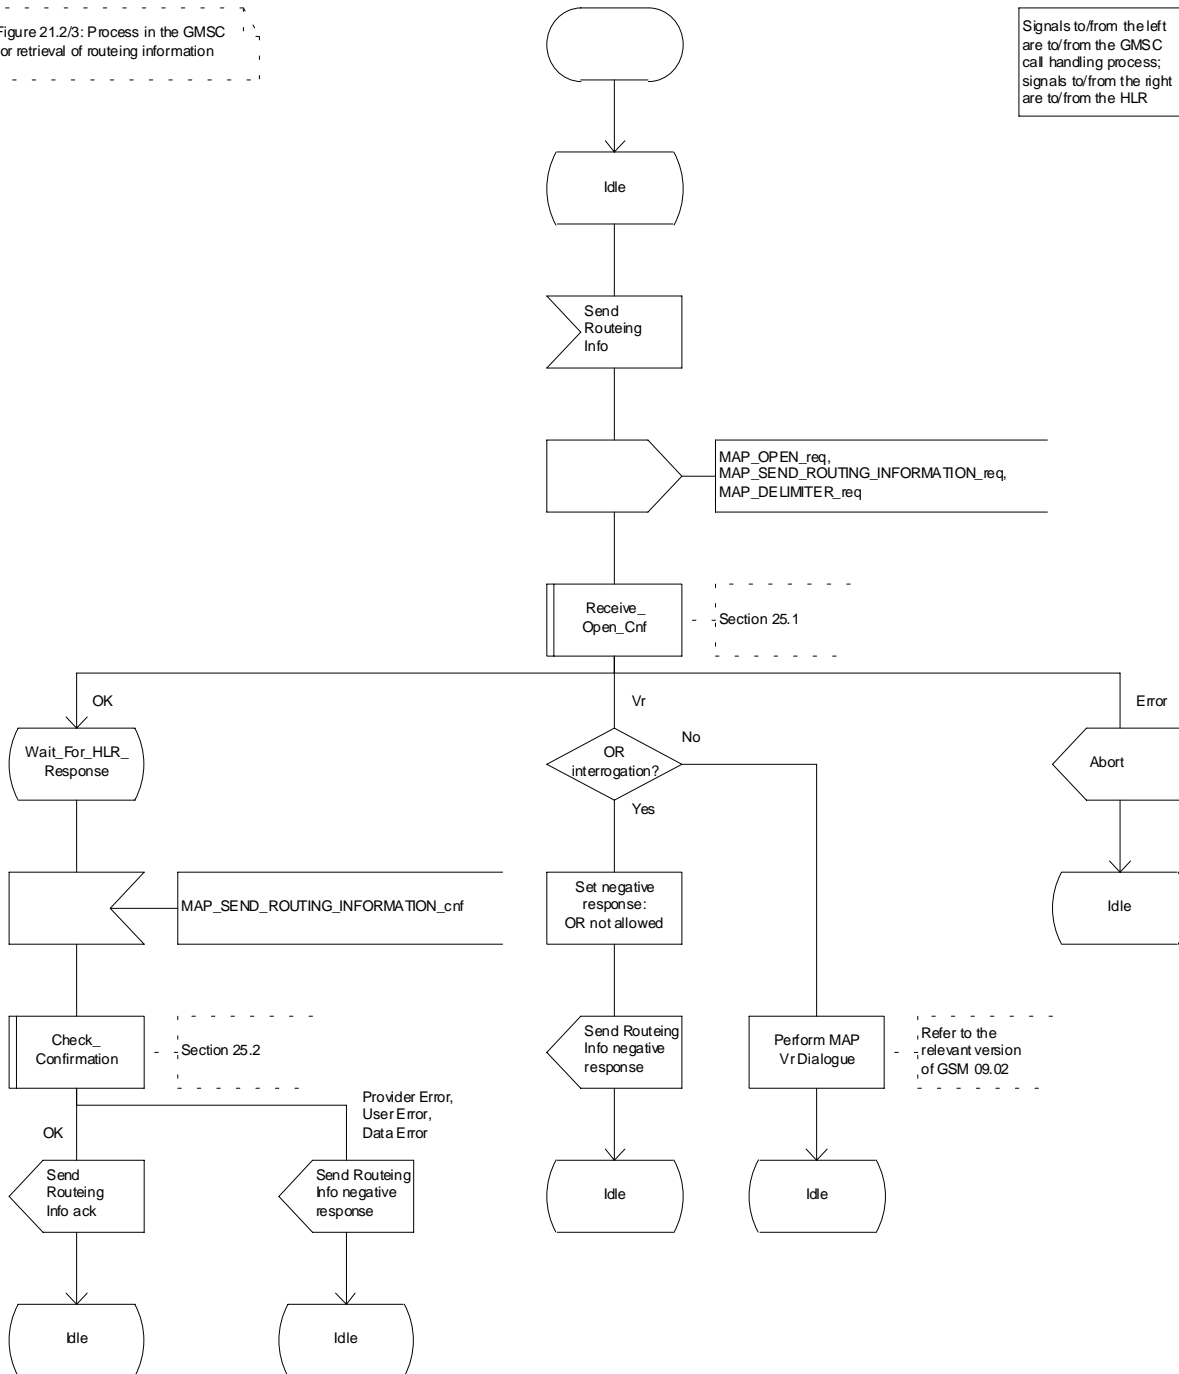 Figure 21.2/3: Process in the GMSC
or retrieval of routeing information
Signals to/from the left
are to/from the GMSC
call handling process;
signals to/from the right
are to/from the HLR
Idle
Send
Routeing
Info
MAP_OPEN_req,
MAP_SEND_ROUTING_INFORMATION_req,
MAP_DELIMITER_req
Receive_
Open_Cnf
Section 25.1
OK
Vr
Error
Wait_For_HLR_
Response
OR
interrogation?
No
Yes
Abort
MAP_SEND_ROUTING_INFORMATION_cnf
Set negative
response:
OR not allowed
Idle
Check_
Confirmation
Section 25.2
Send Routeing
Info negative
response
Perform MAP
Vr Dialogue
Refer to the
relevant version
of GSM 09.02
OK
Provider Error,
User Error,
Data Error
Send
Routeing
Info ack
Send Routeing
Info negative
response
Idle
Idle
Idle
Idle